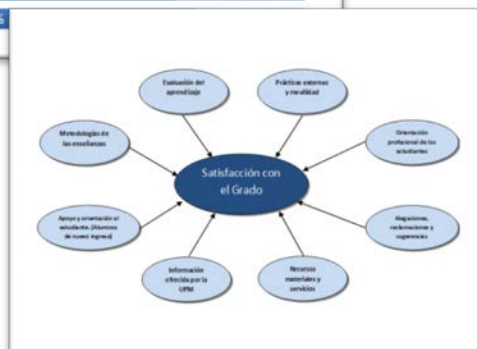 %
Evaluación del
aprendizaje
Prácticas externas
y movilidad
Metodologías de
las enseñanzas
Orientación
profesional de los
estudiantes
Satisfacción con
el Grado
Apoyo y orientación al
estudiante. (Alumnos
de nuevo ingreso)
Alegaciones,
reclamaciones y
sugerencias
Información
ofrecida por la
UPM
Recursos
materiales y
servicios